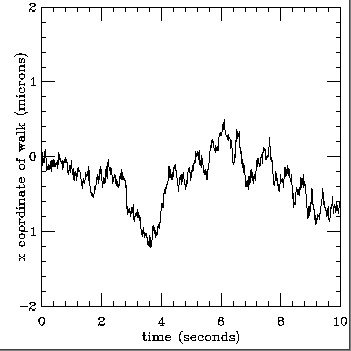 2
1
0
-1
-2
x coordinate of walk (microns)
0 2 4 6 8 10
time (seconds)